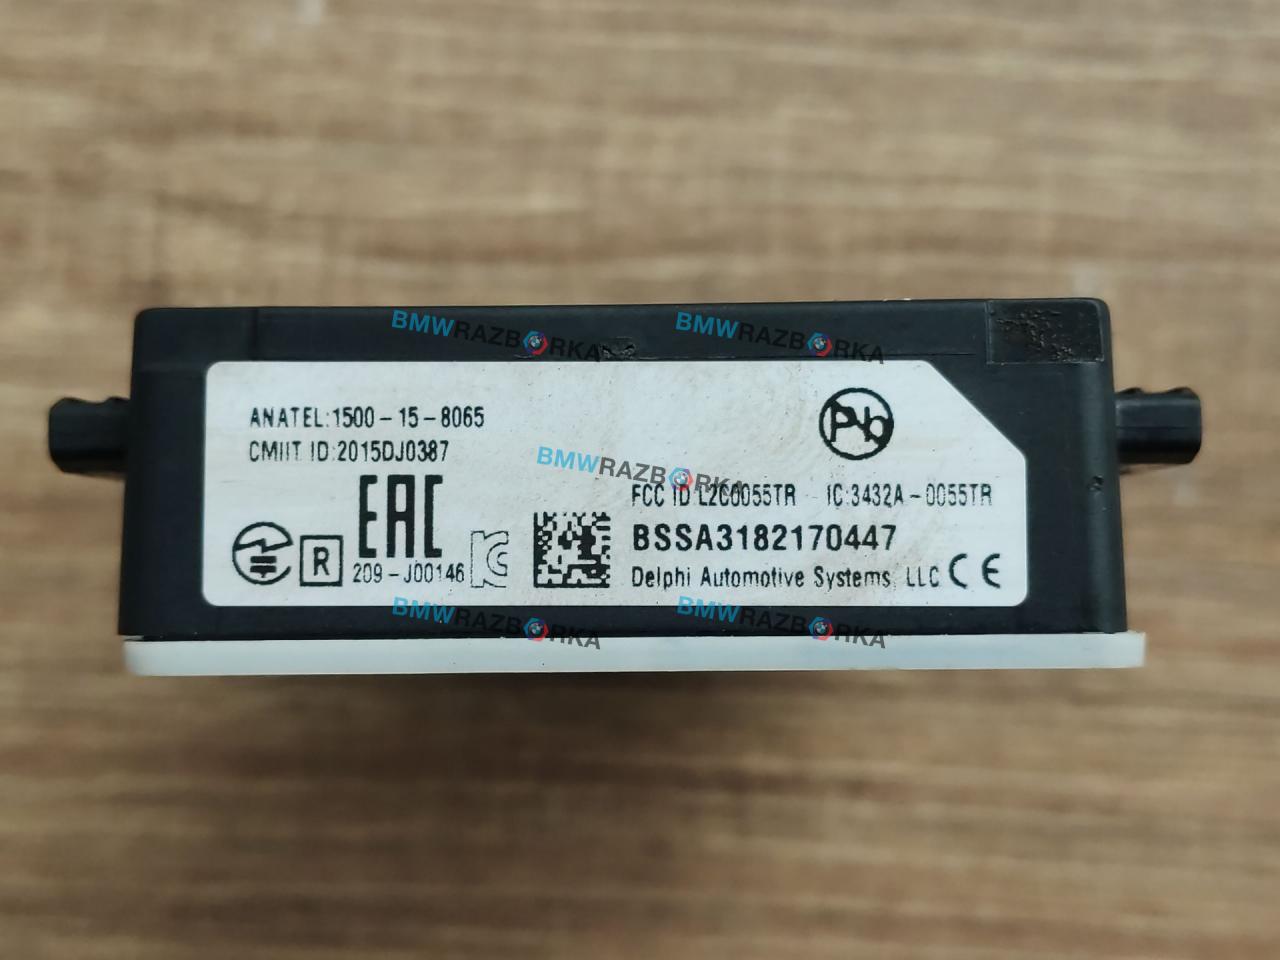 BMWRAZBORKA
BMWRAZBORKA
ANATEL:1500-15-8065
Pb
CMIIT ID:2015DJ0387
BMWRAZBORKA
FCC ID:L2C0055TR IC:3432A-0055TR
EAC
BSSA3182170447
R
209-J00146
Delphi Automotive Systems, LLC CE
BMWRAZBORKA
BMWRAZBORKA